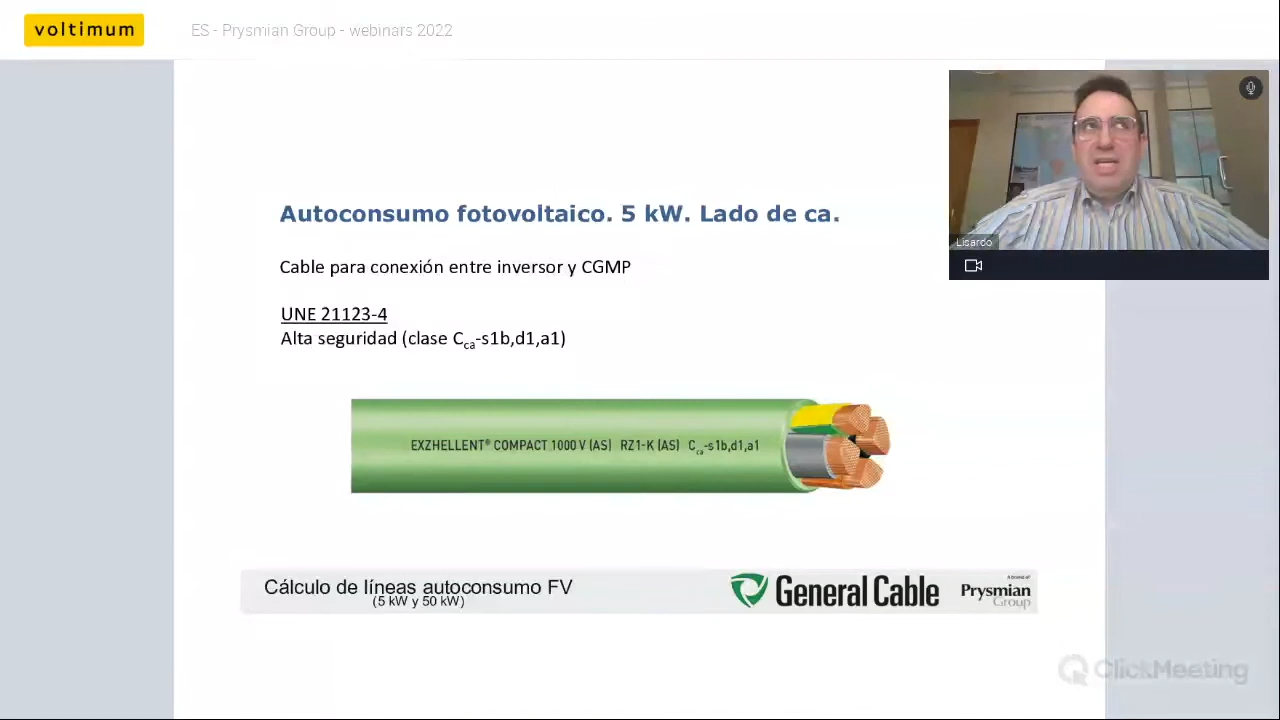 voltimum
ES - Prysmian Group - webinars 2022
Lisardo
Autoconsumo fotovoltaico. 5 kW. Lado de ca.
Cable para conexión entre inversor y CGMP
UNE 21123-4
Alta seguridad (clase Cca-s1b,d1,a1)
EXZHELLENT® COMPACT 1000 V (AS) RZ1-K (AS) Cca-s1b,d1,a1
Cálculo de líneas autoconsumo FV
(5 kW y 50 kW)
General Cable
A brand of
Prysmian
Group
ClickMeeting